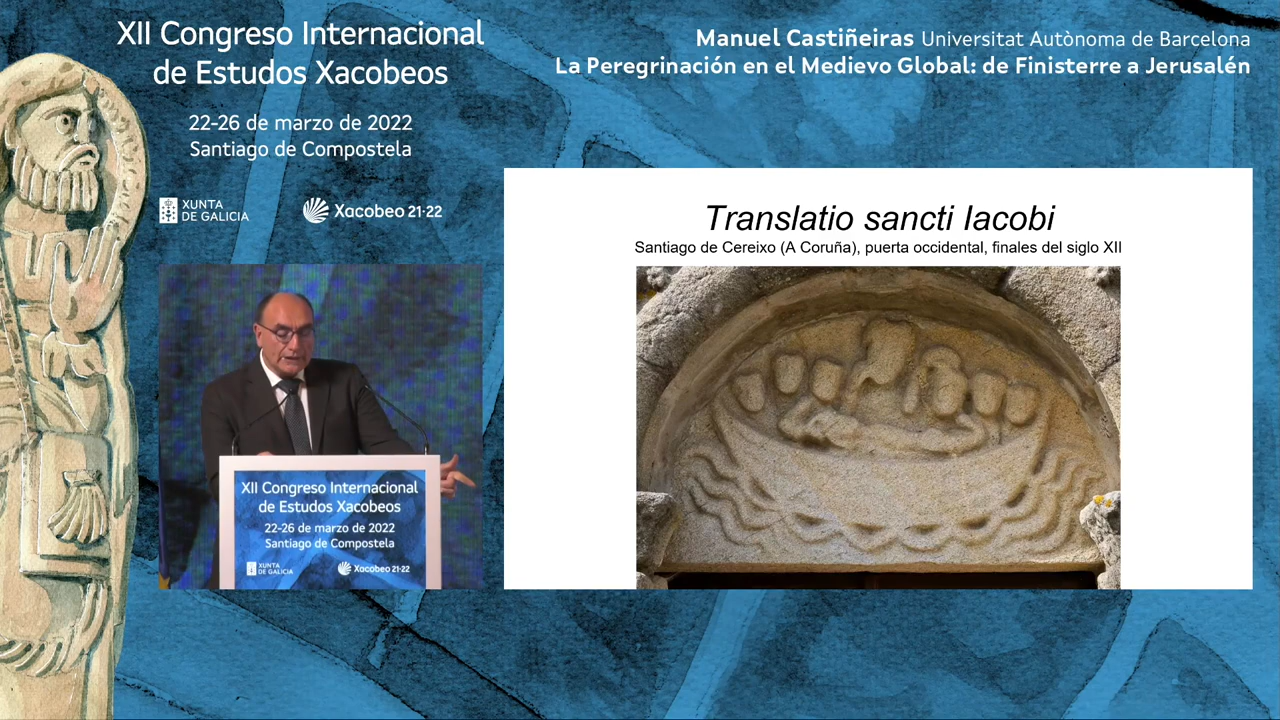 XII Congreso Internacional
de Estudos Xacobeos
22-26 de marzo de 2022
Santiago de Compostela
XUNTA
DE GALICIA
Xacobeo 21·22
Manuel Castiñeiras Universitat Autònoma de Barcelona
La Peregrinación en el Medievo Global: de Finisterre a Jerusalén
Translatio sancti Iacobi
Santiago de Cereixo (A Coruña), puerta occidental, finales del siglo XII
XII Congreso Internacional
de Estudos Xacobeos
22-26 de marzo de 2022
Santiago de Compostela
XUNTA
DE GALICIA
Xacobeo 21·22